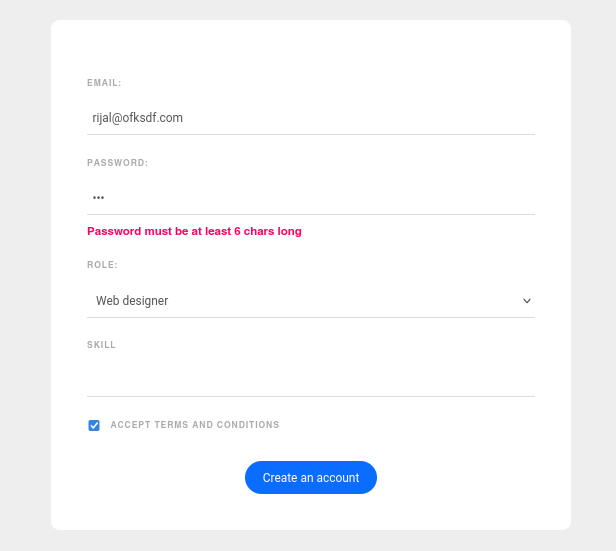 EMAIL:
rijal@ofksdf.com
PASSWORD:
•••
Password must be at least 6 chars long
ROLE:
Web designer
SKILL
ACCEPT TERMS AND CONDITIONS
Create an account